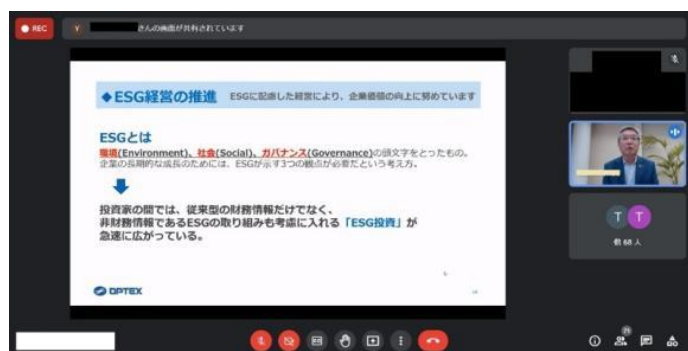 REC
Y
さんの画面が共有されています
◆ESG経営の推進 ESGに配慮した経営により、企業価値の向上に努めています
ESGとは
環境(Environment)、社会(Social)、ガバナンス(Governance)の頭文字をとったもの。
企業の長期的な成長のためには、ESGが示す3つの観点が必要だという考え方。
投資家の間では、従来型の財務情報だけでなく、
非財務情報であるESGの取り組みも考慮に入れる「ESG投資」が
急速に広がっている。
OPTEX
T T
他 68 人